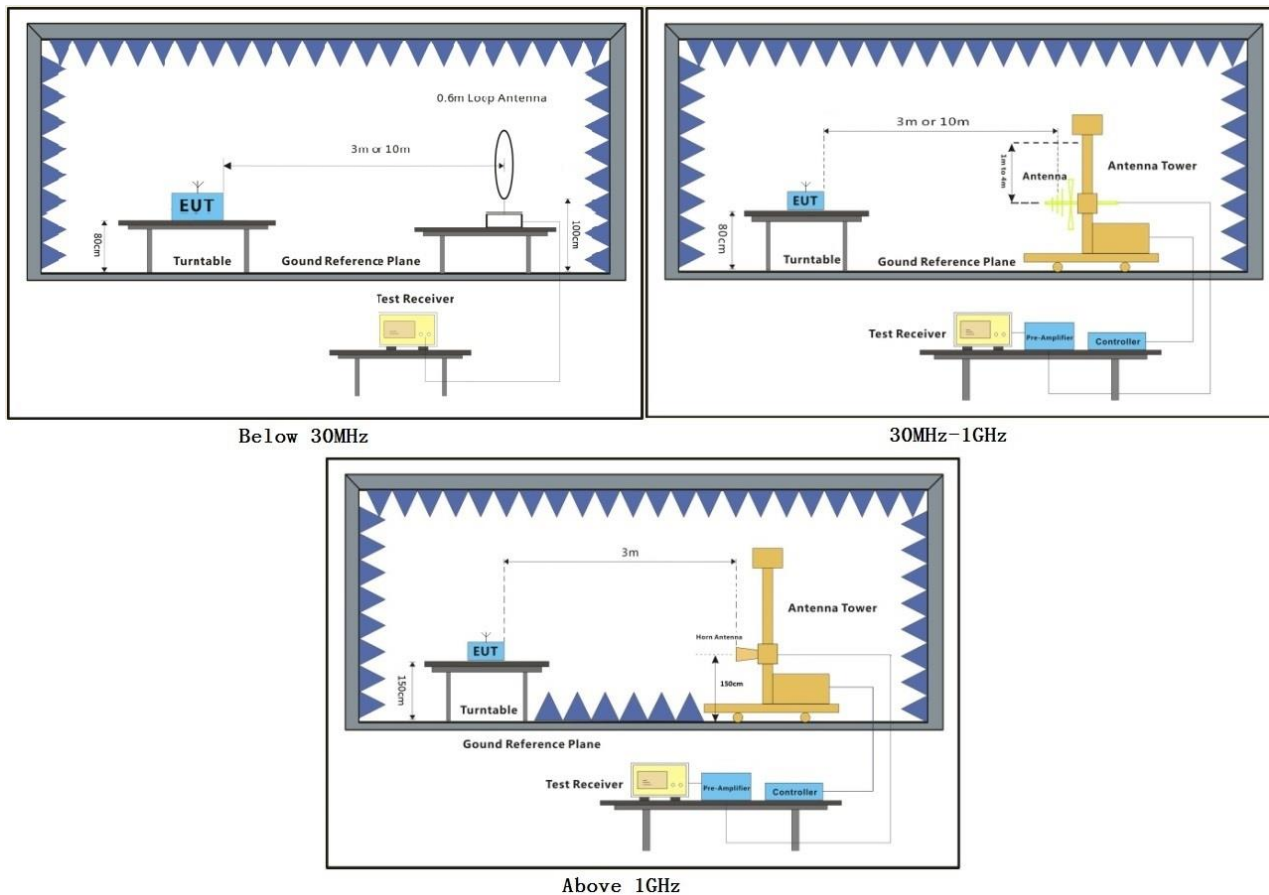 0.6m Loop Antenna
3m or 10m
EUT
80cm
100cm
Turntable
Gound Reference Plane
Test Receiver
Below 30MHz
3m or 10m
1m to 4m
Antenna
Antenna Tower
EUT
80cm
Turntable
Gound Reference Plane
Test Receiver
Pre-Amplifier
Controller
30MHz-1GHz
3m
Antenna Tower
Horn Antenna
EUT
150cm
150cm
Turntable
Gound Reference Plane
Test Receiver
Pre-Amplifier
Controller
Above 1GHz